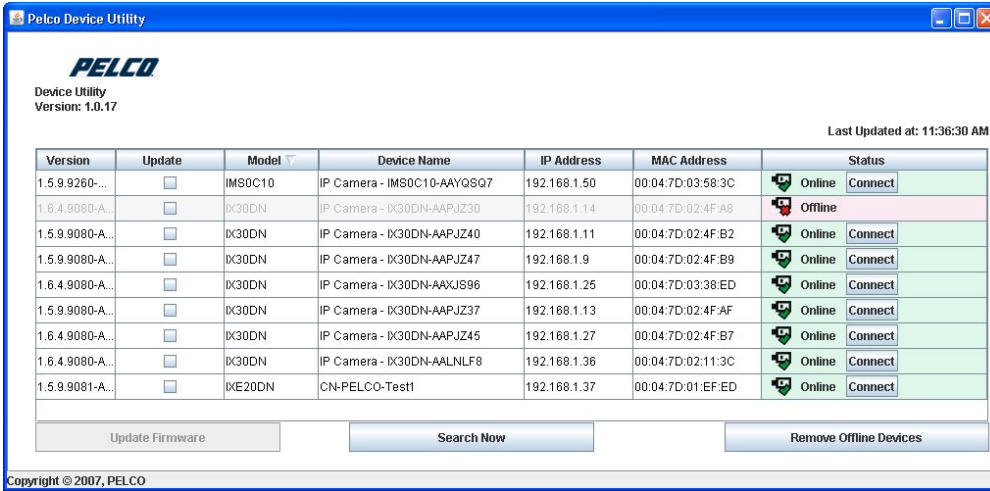 Pelco Device Utility
PELCO
Device Utility
Version: 1.0.17
Last Updated at: 11:36:30 AM
Version Update Model Device Name IP Address MAC Address Status
1.5.9.9260-... IMS0C10 IP Camera - IMS0C10-AAYQSQ7 192.168.1.50 00:04:7D:03:58:3C Online Connect
1.6.4.9080-A... IX30DN IP Camera - IX30DN-AAPJZ30 192.168.1.14 00:04:7D:02:4F:A8 Offline
1.5.9.9080-A... IX30DN IP Camera - IX30DN-AAPJZ40 192.168.1.11 00:04:7D:02:4F:B2 Online Connect
1.5.9.9080-A... IX30DN IP Camera - IX30DN-AAPJZ47 192.168.1.9 00:04:7D:02:4F:B9 Online Connect
1.6.4.9080-A... IX30DN IP Camera - IX30DN-AAXJS96 192.168.1.25 00:04:7D:03:38:ED Online Connect
1.5.9.9080-A... IX30DN IP Camera - IX30DN-AAPJZ37 192.168.1.13 00:04:7D:02:4F:AF Online Connect
1.6.4.9080-A... IX30DN IP Camera - IX30DN-AAPJZ45 192.168.1.27 00:04:7D:02:4F:B7 Online Connect
1.6.4.9080-A... IX30DN IP Camera - IX30DN-AALNLF8 192.168.1.36 00:04:7D:02:11:3C Online Connect
1.5.9.9081-A... IXE20DN CN-PELCO-Test1 192.168.1.37 00:04:7D:01:EF:ED Online Connect
Update Firmware Search Now Remove Offline Devices
Copyright © 2007, PELCO